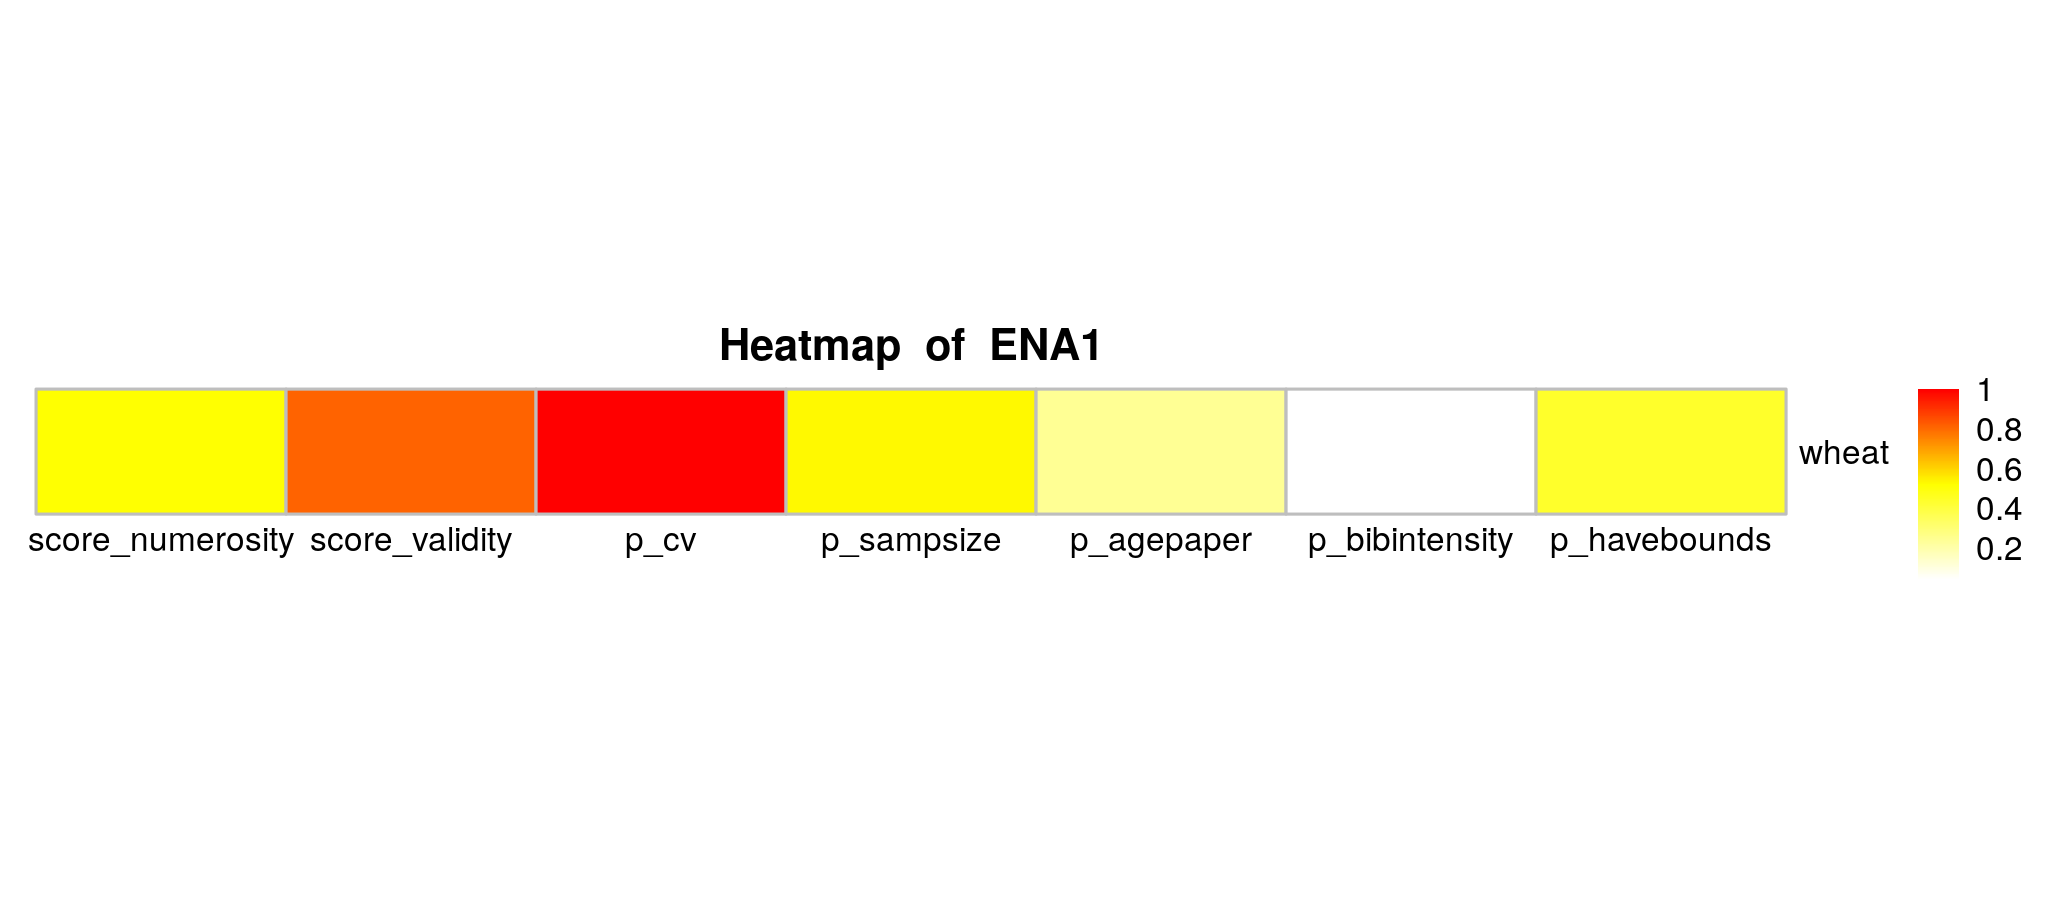 Heatmap of ENA1
wheat
score_numerosity score_validity p_cv p_sampsize p_agepaper p_bibintensity p_havebounds
1
0.8
0.6
0.4
0.2